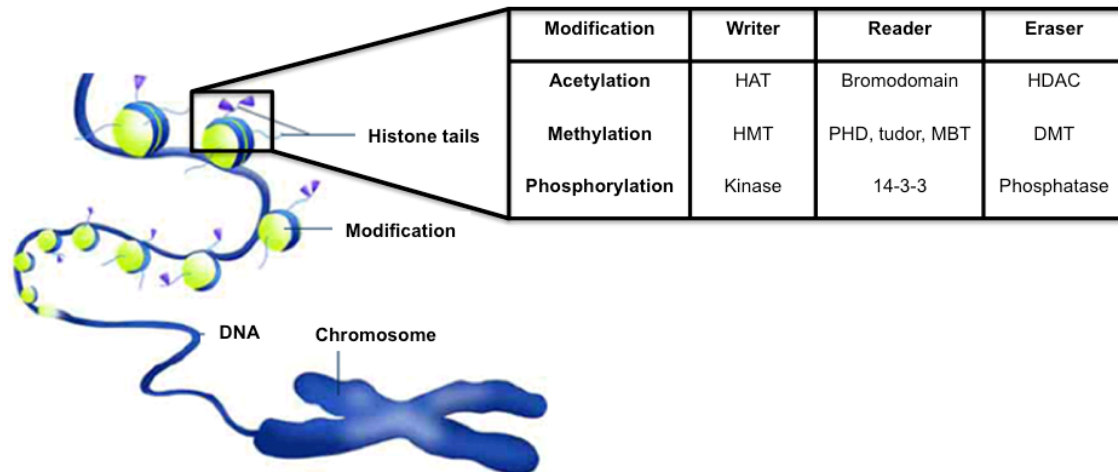 Modification Writer Reader Eraser
Acetylation HAT Bromodomain HDAC
Methylation HMT PHD, tudor, MBT DMT
Phosphorylation Kinase 14-3-3 Phosphatase
Histone tails
Modification
DNA
Chromosome